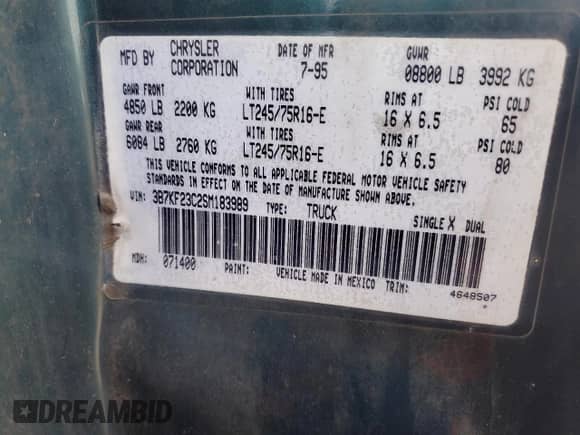 MFD BY CHRYSLER CORPORATION DATE OF MFR 7-95 GVWR 08800 LB 3992 KG
GAWR FRONT WITH TIRES RIMS AT PSI COLD
4850 LB 2200 KG LT245/75R16-E 16 X 6.5 65
GAWR REAR WITH TIRES RIMS AT PSI COLD
6084 LB 2760 KG LT245/75R16-E 16 X 6.5 80
THIS VEHICLE CONFORMS TO ALL APPLICABLE FEDERAL MOTOR VEHICLE SAFETY
STANDARDS IN EFFECT ON THE DATE OF MANUFACTURE SHOWN ABOVE.
VIN: 3B7KF23C2SM183989 TYPE: TRUCK SINGLE X DUAL
MDH: 071400 PAINT: VEHICLE MADE IN MEXICO TRIM: 4648507
DREAMBID